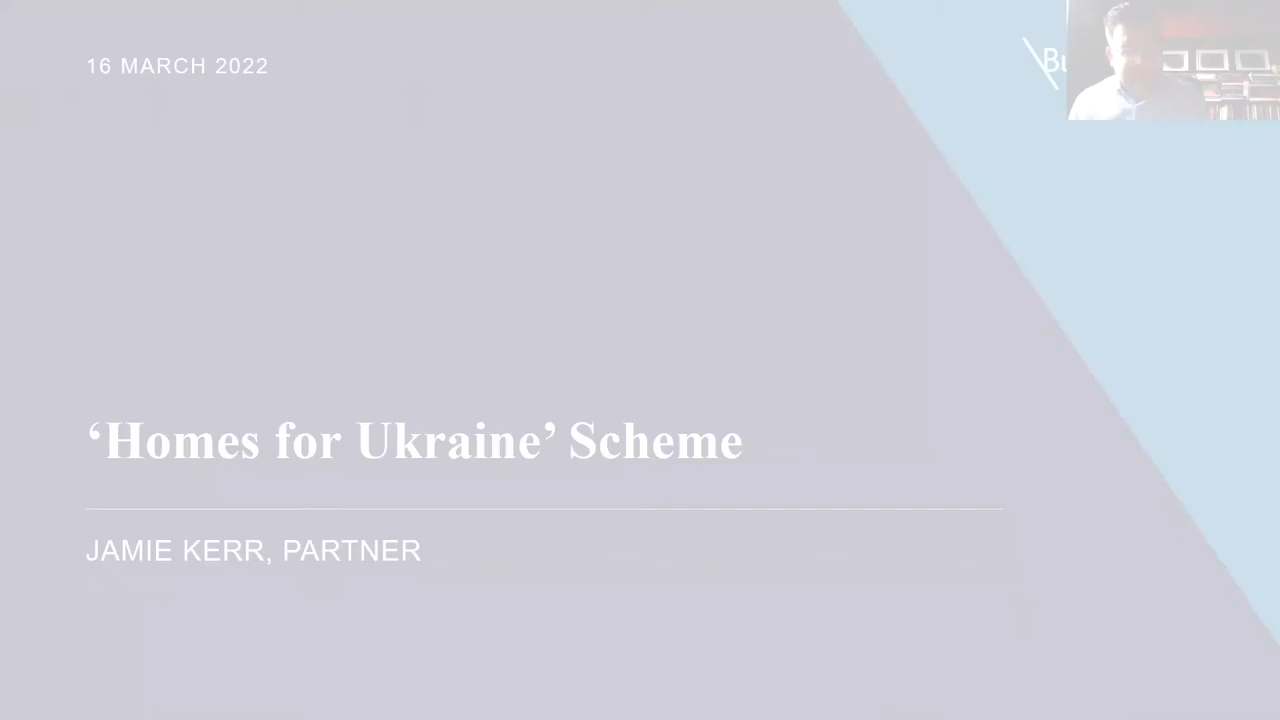 16 MARCH 2022
‘Homes for Ukraine’ Scheme
JAMIE KERR, PARTNER